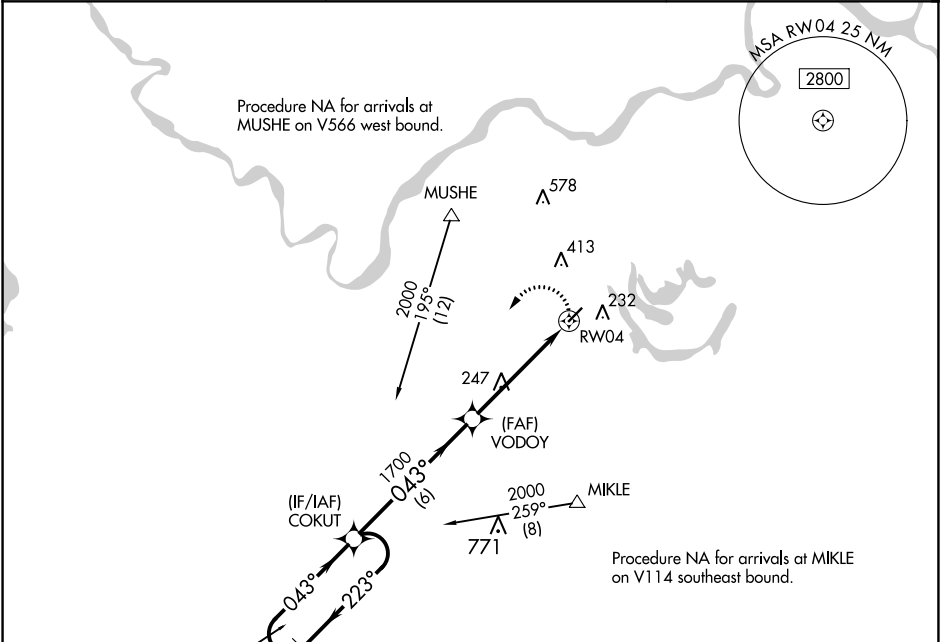 MSA RW04 25 NM
2800
Procedure NA for arrivals at
MUSHE on V566 west bound.
MUSHE
578
413
2000
195°
(12)
232
RW04
247
(FAF)
VODOY
1700
043°
(6)
(IF/IAF)
COKUT
2000
259°
(8)
MIKLE
771
Procedure NA for arrivals at MIKLE
on V114 southeast bound.
043°
223°